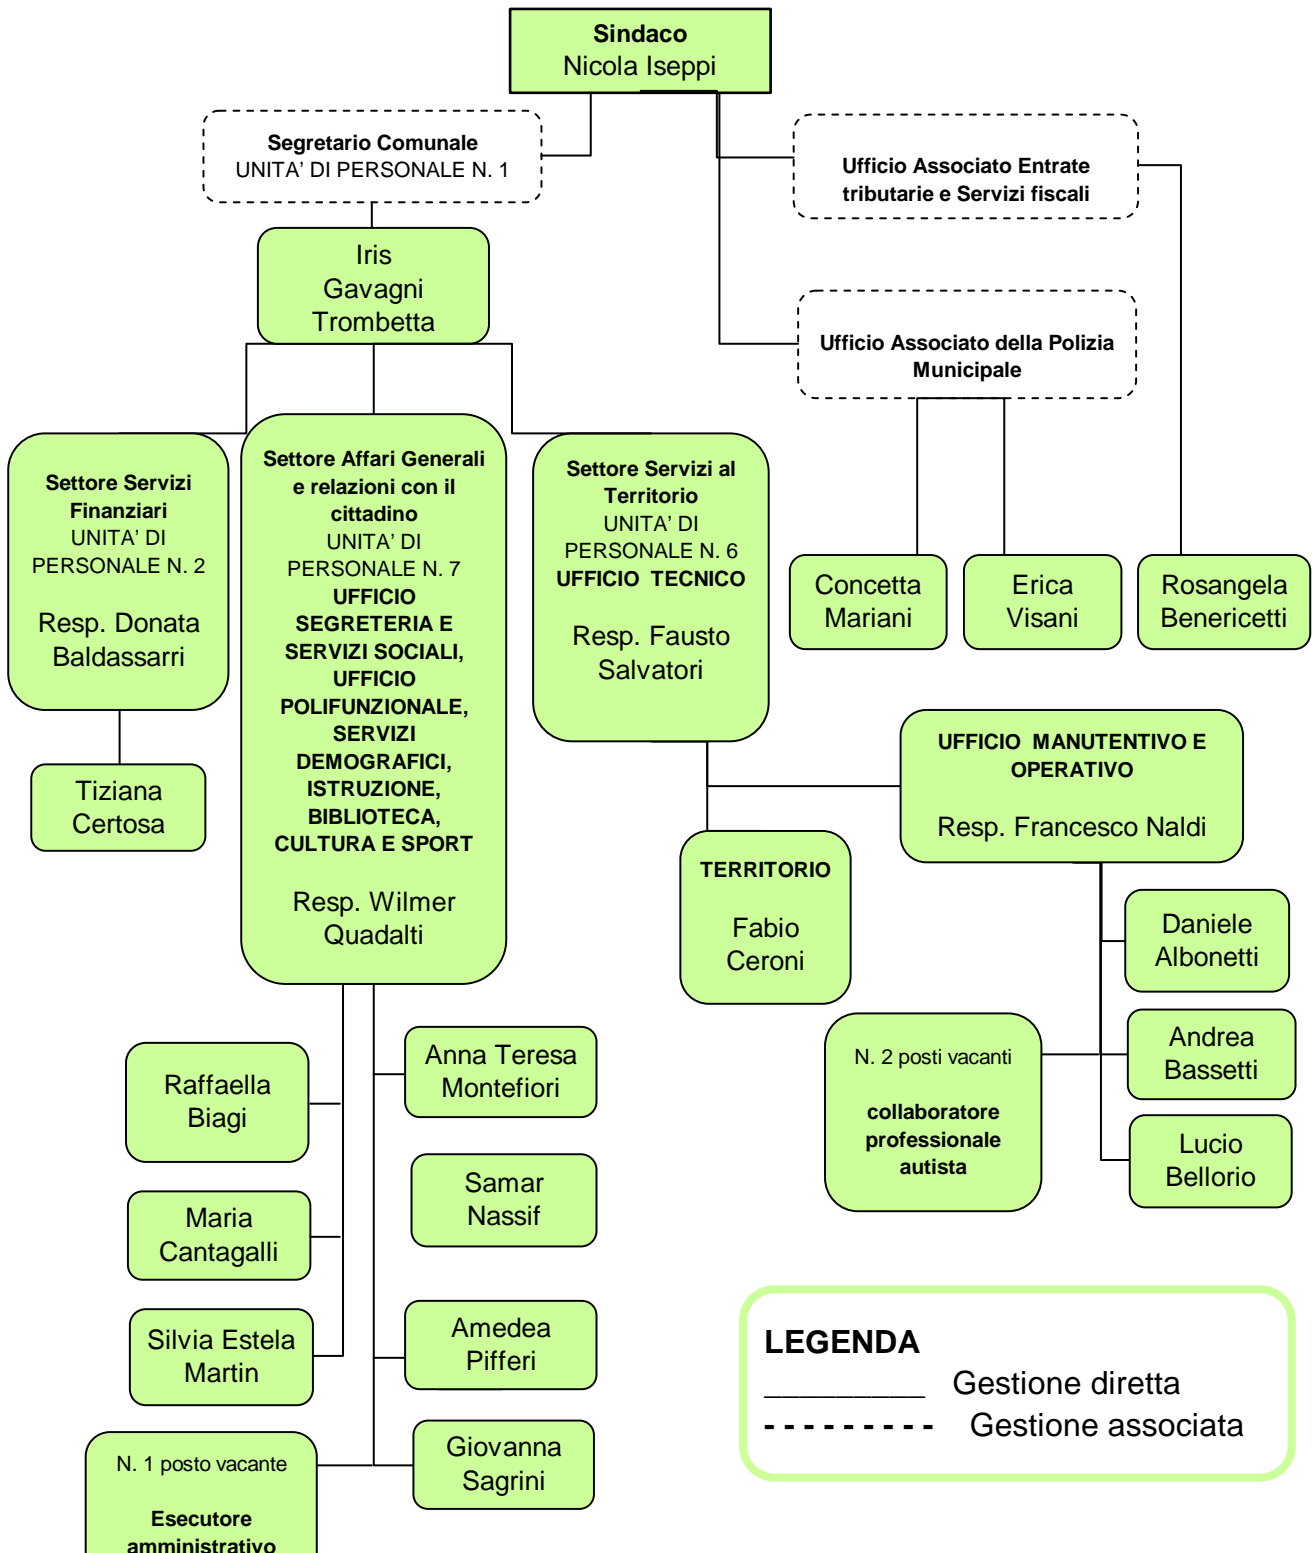 Sindaco
Nicola Iseppi
Segretario Comunale
UNITA’ DI PERSONALE N. 1
Ufficio Associato Entrate
tributarie e Servizi fiscali
Iris
Gavagni
Trombetta
Ufficio Associato della Polizia
Municipale
Settore Servizi
Finanziari
UNITA’ DI
PERSONALE N. 2
Resp. Donata
Baldassarri
Settore Affari Generali
e relazioni con il
cittadino
UNITA’ DI
PERSONALE N. 7
UFFICIO
SEGRETERIA E
SERVIZI SOCIALI,
UFFICIO
POLIFUNZIONALE,
SERVIZI
DEMOGRAFICI,
ISTRUZIONE,
BIBLIOTECA,
CULTURA E SPORT
Resp. Wilmer
Quadalti
Settore Servizi al
Territorio
UNITA’ DI
PERSONALE N. 6
UFFICIO TECNICO
Resp. Fausto
Salvatori
Concetta
Mariani
Erica
Visani
Rosangela
Benericetti
Tiziana
Certosa
UFFICIO MANUTENTIVO E
OPERATIVO
Resp. Francesco Naldi
TERRITORIO
Fabio
Ceroni
Daniele
Albonetti
N. 2 posti vacanti
collaboratore
professionale
autista
Andrea
Bassetti
Lucio
Bellorio
Raffaella
Biagi
Anna Teresa
Montefiori
Samar
Nassif
Maria
Cantagalli
Silvia Estela
Martin
Amedea
Pifferi
N. 1 posto vacante
Esecutore
amministrativo
Giovanna
Sagrini
LEGENDA
_________ Gestione diretta
- - - - - - - - - Gestione associata